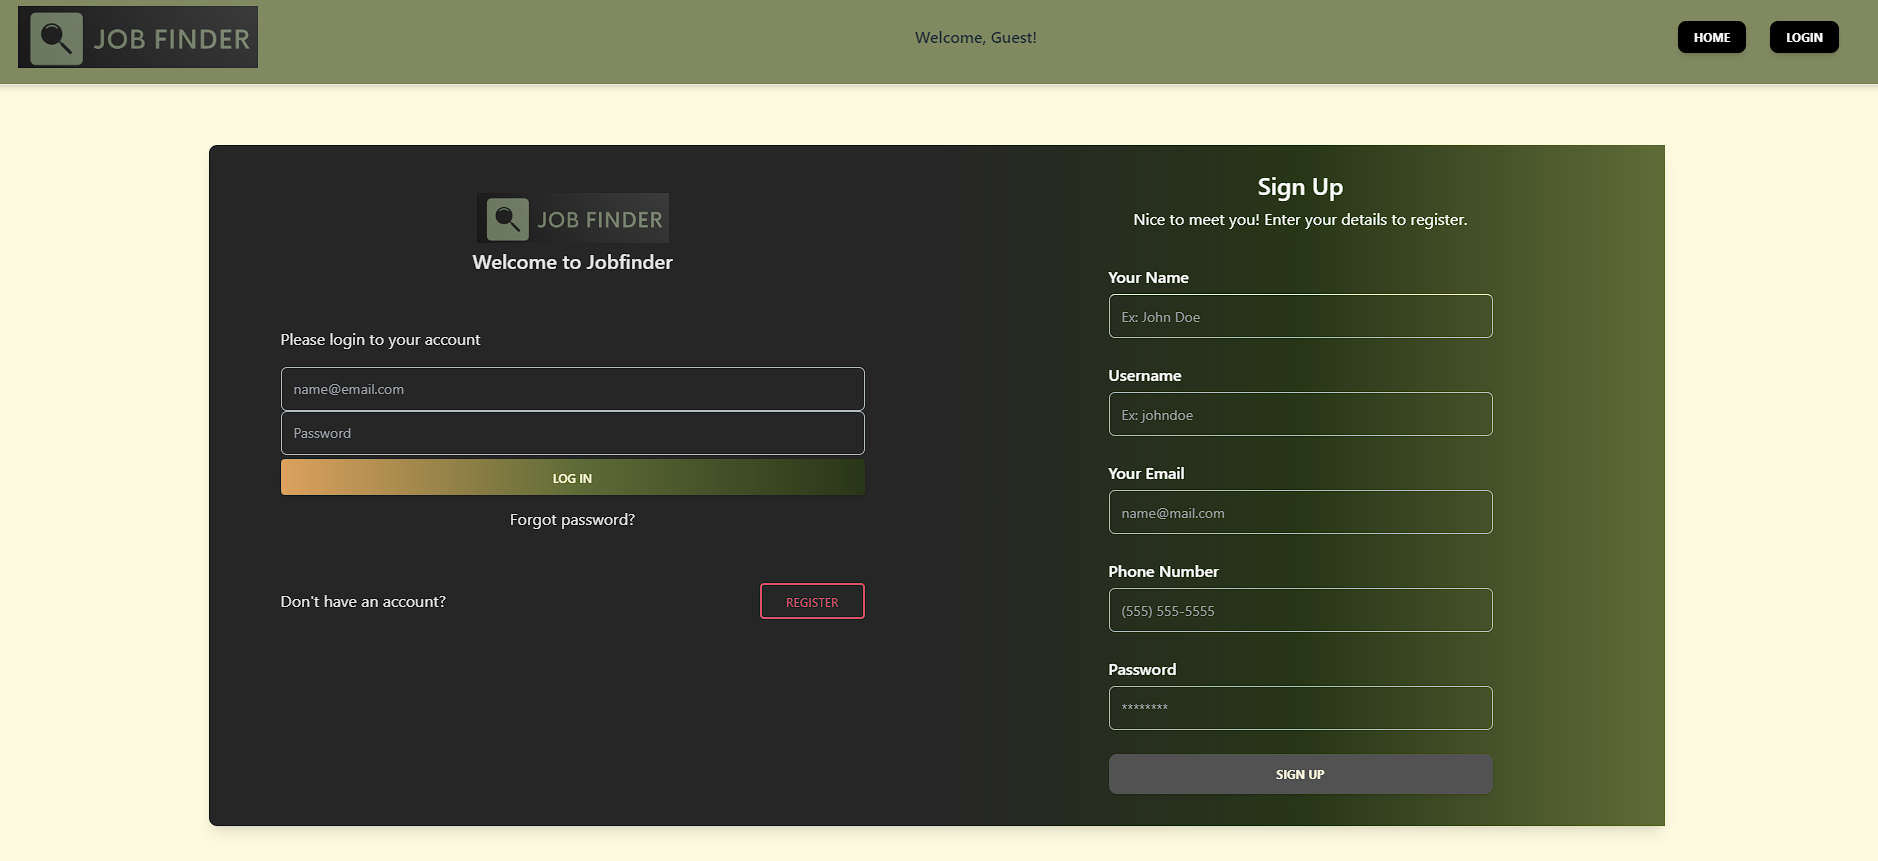 JOB FINDER
Welcome, Guest!
HOME
LOGIN
JOB FINDER
Welcome to Jobfinder
Please login to your account
name@email.com
Password
LOG IN
Forgot password?
Don't have an account?
REGISTER
Sign Up
Nice to meet you! Enter your details to register.
Your Name
Ex: John Doe
Username
Ex: johndoe
Your Email
name@mail.com
Phone Number
(555) 555-5555
Password
********
SIGN UP